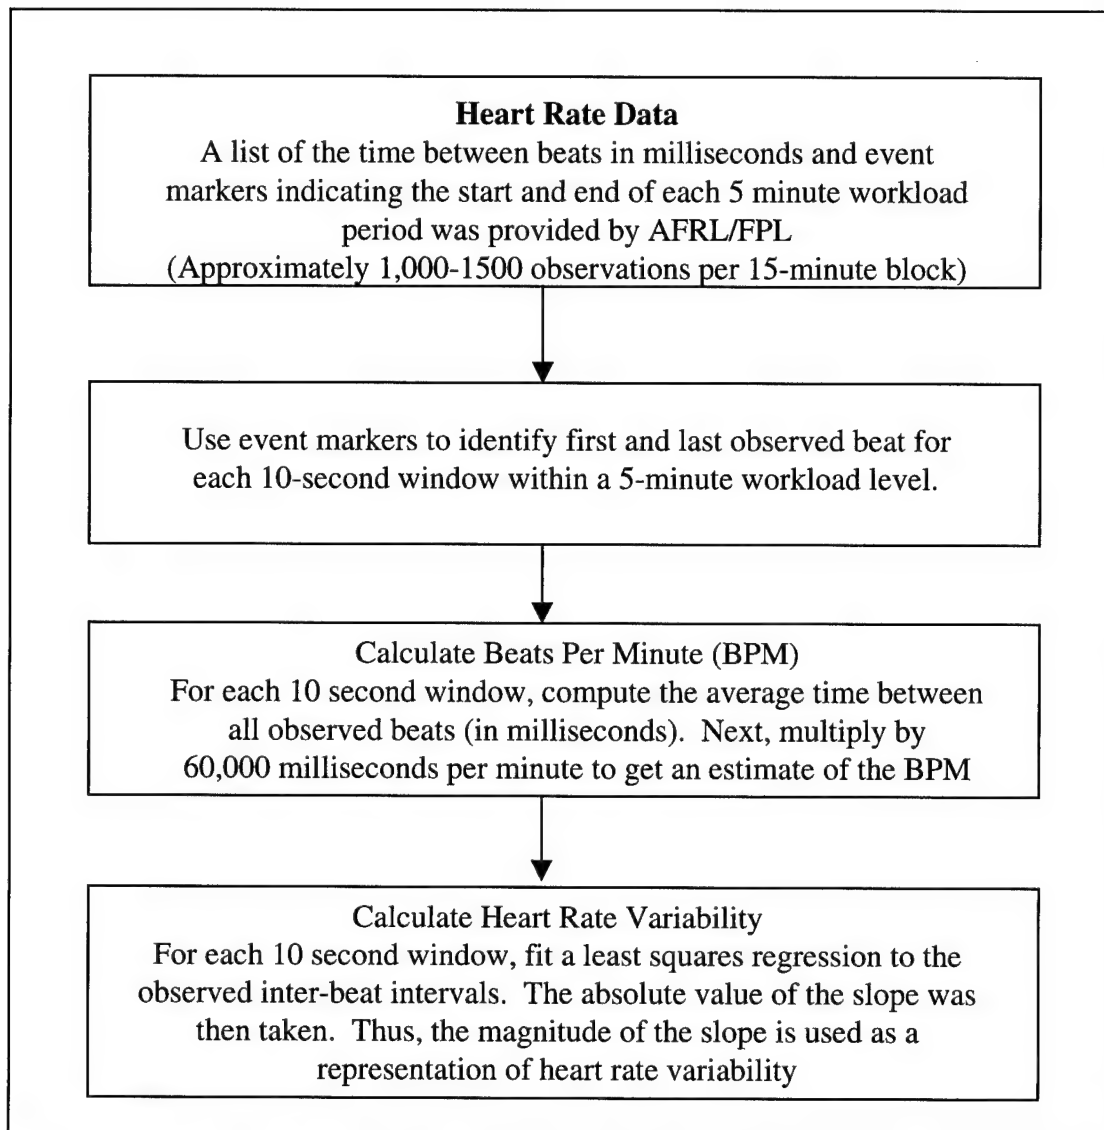 Heart Rate Data
A list of the time between beats in milliseconds and event
markers indicating the start and end of each 5 minute workload
period was provided by AFRL/FPL
(Approximately 1,000-1500 observations per 15-minute block)
Use event markers to identify first and last observed beat for
each 10-second window within a 5-minute workload level.
Calculate Beats Per Minute (BPM)
For each 10 second window, compute the average time between
all observed beats (in milliseconds).  Next, multiply by
60,000 milliseconds per minute to get an estimate of the BPM
Calculate Heart Rate Variability
For each 10 second window, fit a least squares regression to the
observed inter-beat intervals.  The absolute value of the slope was
then taken.  Thus, the magnitude of the slope is used as a
representation of heart rate variability